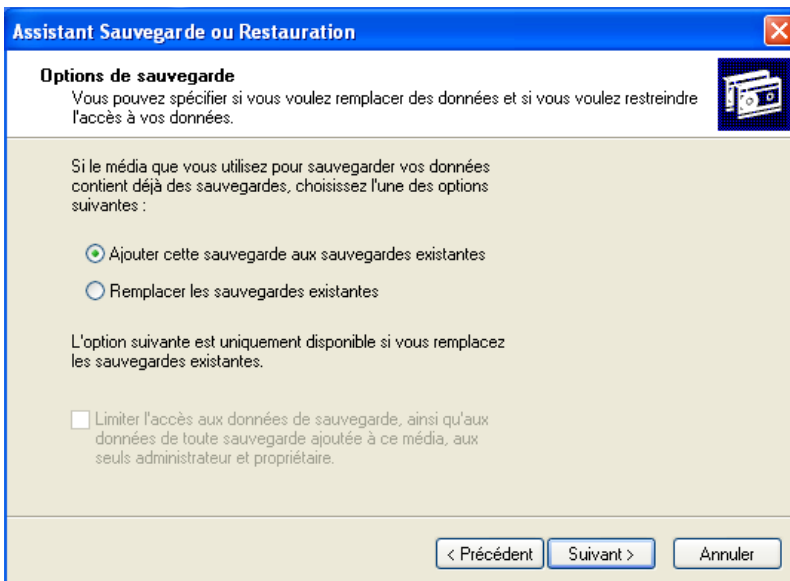 Assistant Sauvegarde ou Restauration
Options de sauvegarde
Vous pouvez spécifier si vous voulez remplacer des données et si vous voulez restreindre
l'accès à vos données.
Si le média que vous utilisez pour sauvegarder vos données
contient déjà des sauvegardes, choisissez l'une des options
suivantes :
Ajouter cette sauvegarde aux sauvegardes existantes
Remplacer les sauvegardes existantes
L'option suivante est uniquement disponible si vous remplacez
les sauvegardes existantes.
Limiter l'accès aux données de sauvegarde, ainsi qu'aux
données de toute sauvegarde ajoutée à ce média, aux
seuls administrateur et propriétaire.
< Précédent Suivant > Annuler